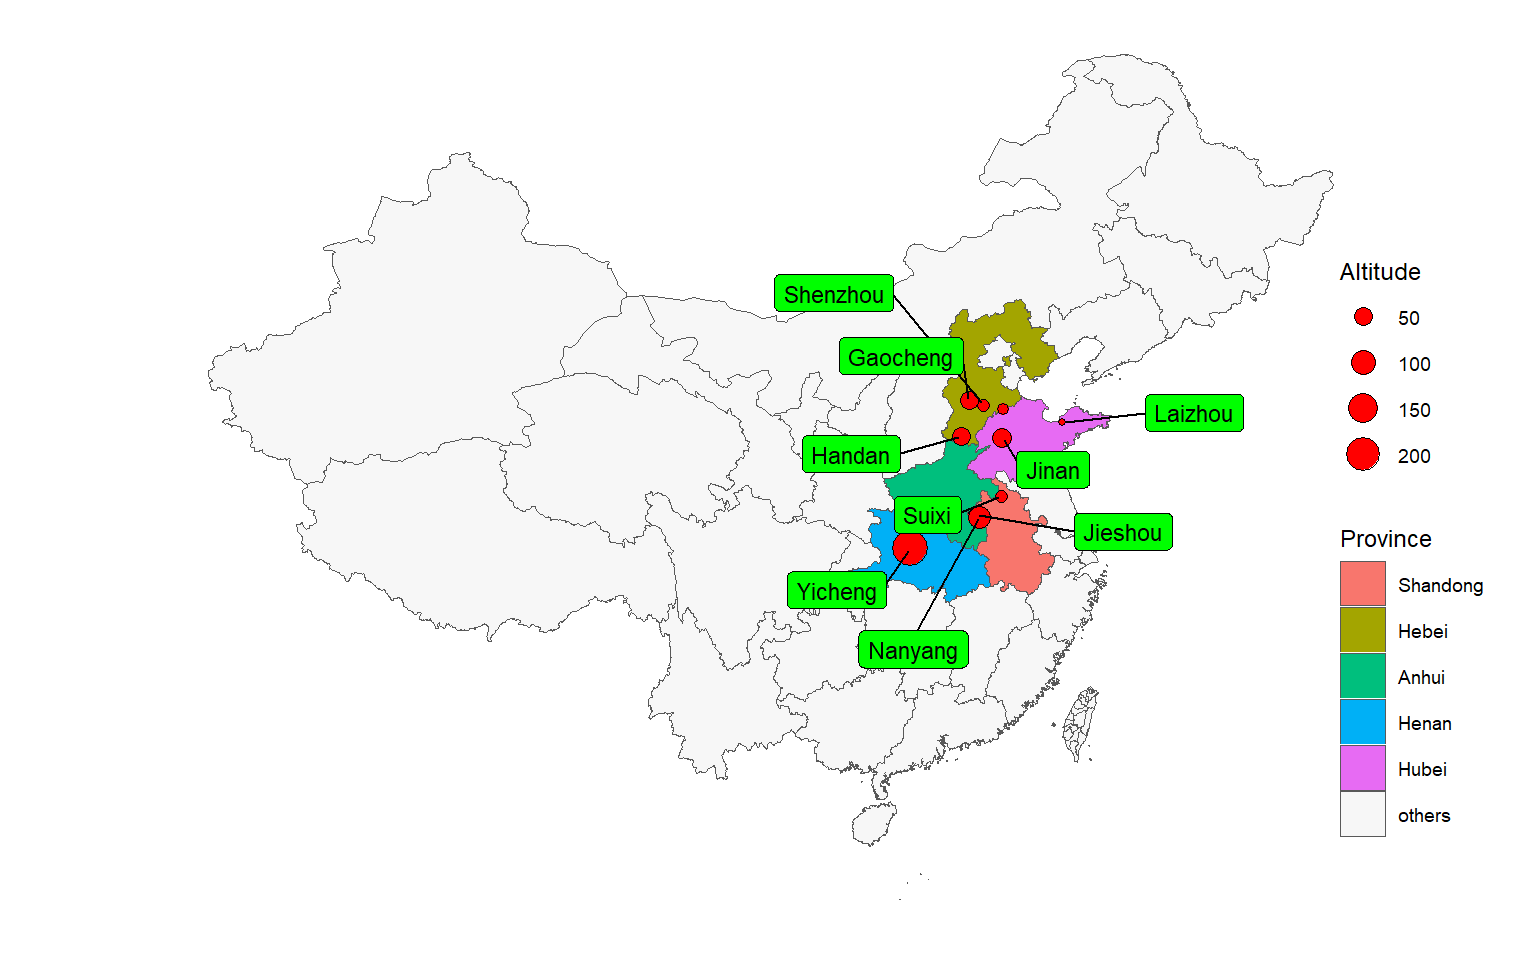 Shenzhou
Gaocheng
Laizhou
Handan
Jinan
Suixi
Jieshou
Yicheng
Nanyang
Altitude
50
100
150
200
Province
Shandong
Hebei
Anhui
Henan
Hubei
others